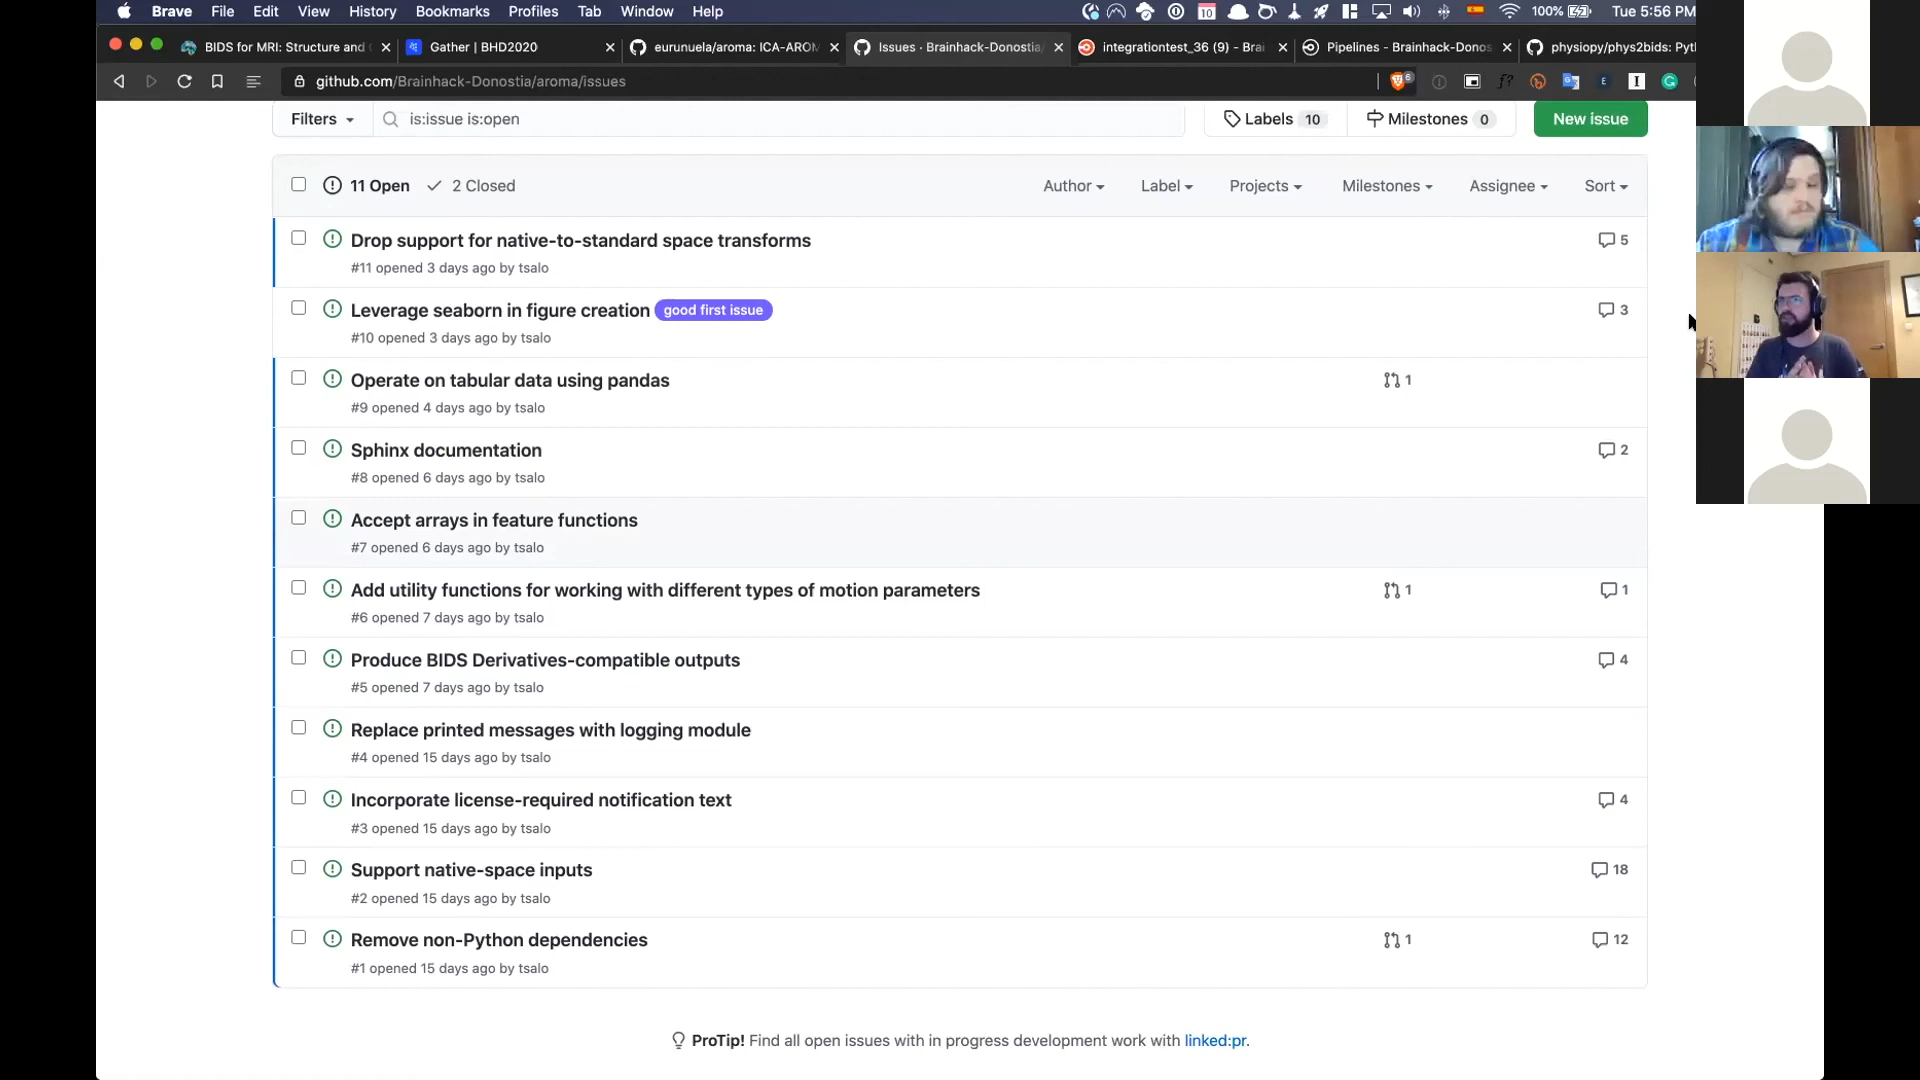 Brave File Edit View History Bookmarks Profiles Tab Window Help 10 100% Tue 5:56 PM
BIDS for MRI: Structure and Gather | BHD2020 eurunuela/aroma: ICA-AROM Issues · Brainhack-Donostia/ integrationtest_36 (9) - Brai Pipelines - Brainhack-Donos physiopy/phys2bids: Pyt
github.com/Brainhack-Donostia/aroma/issues 6
Filters is:issue is:open Labels 10 Milestones 0 New issue
11 Open 2 Closed Author Label Projects Milestones Assignee Sort
Drop support for native-to-standard space transforms 5
#11 opened 3 days ago by tsalo
Leverage seaborn in figure creation good first issue 3
#10 opened 3 days ago by tsalo
Operate on tabular data using pandas 1
#9 opened 4 days ago by tsalo
Sphinx documentation 2
#8 opened 6 days ago by tsalo
Accept arrays in feature functions
#7 opened 6 days ago by tsalo
Add utility functions for working with different types of motion parameters 1 1
#6 opened 7 days ago by tsalo
Produce BIDS Derivatives-compatible outputs 4
#5 opened 7 days ago by tsalo
Replace printed messages with logging module
#4 opened 15 days ago by tsalo
Incorporate license-required notification text 4
#3 opened 15 days ago by tsalo
Support native-space inputs 18
#2 opened 15 days ago by tsalo
Remove non-Python dependencies 1 12
#1 opened 15 days ago by tsalo
ProTip! Find all open issues with in progress development work with linked:pr.